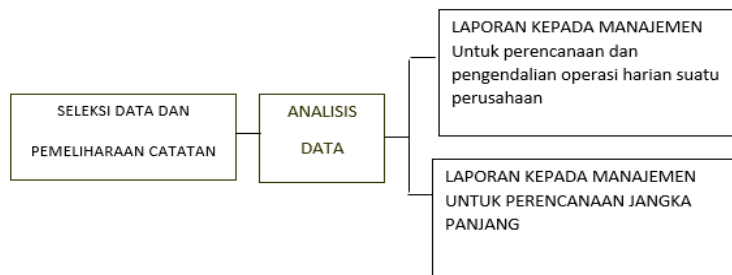 SELEKSI DATA DAN
PEMELIHARAAN CATATAN
ANALISIS
DATA
LAPORAN KEPADA MANAJEMEN
Untuk perencanaan dan
pengendalian operasi harian suatu
perusahaan
LAPORAN KEPADA MANAJEMEN
UNTUK PERENCANAAN JANGKA
PANJANG